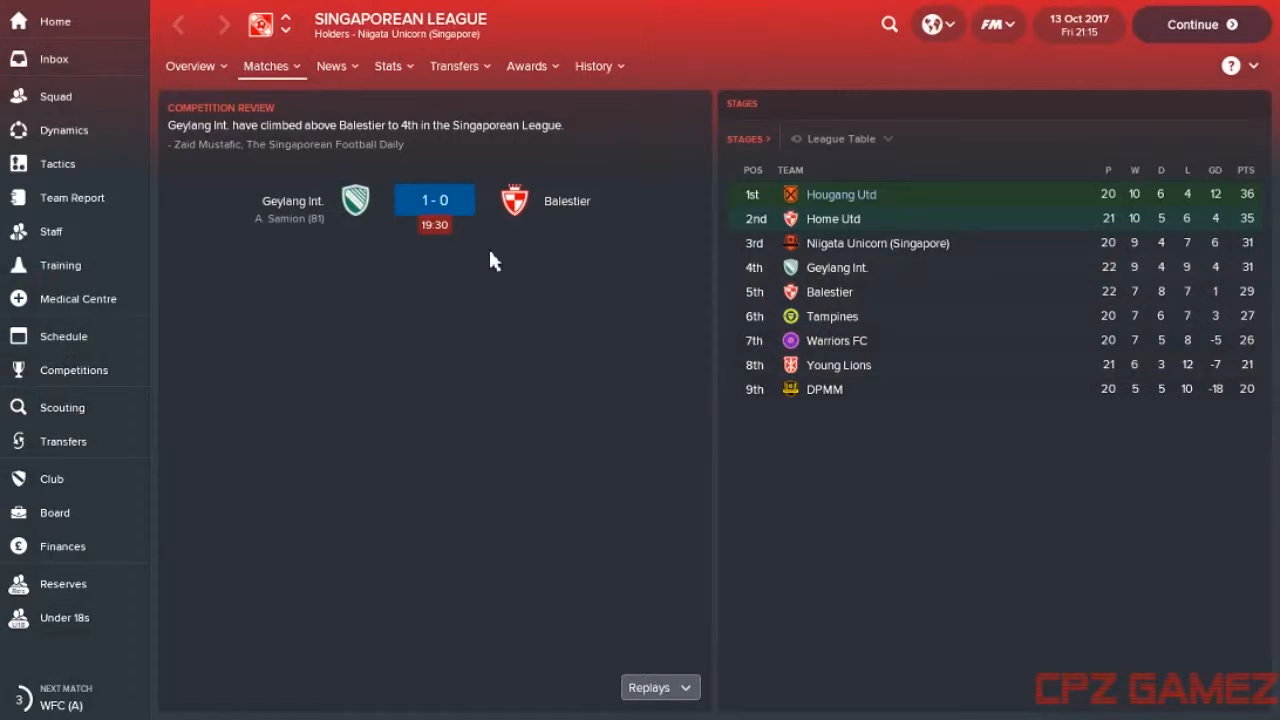 Home
Inbox
Squad
Dynamics
Tactics
Team Report
Staff
Training
Medical Centre
Schedule
Competitions
Scouting
Transfers
Club
Board
Finances
Reserves
Under 18s
3 NEXT MATCH
WFC (A)
SINGAPOREAN LEAGUE
Holders - Niigata Unicorn (Singapore)
FM
13 Oct 2017
Fri 21:15
Continue
Overview Matches News Stats Transfers Awards History
?
COMPETITION REVIEW
Geylang Int. have climbed above Balestier to 4th in the Singaporean League.
- Zaid Mustafic, The Singaporean Football Daily
Geylang Int. 1 - 0 Balestier
A. Samion (81)
19:30
Replays
STAGES
STAGES > League Table
POS TEAM P W D L GD PTS
1st Hougang Utd 20 10 6 4 12 36
2nd Home Utd 21 10 5 6 4 35
3rd Niigata Unicorn (Singapore) 20 9 4 7 6 31
4th Geylang Int. 22 9 4 9 4 31
5th Balestier 22 7 8 7 1 29
6th Tampines 20 7 6 7 3 27
7th Warriors FC 20 7 5 8 -5 26
8th Young Lions 21 6 3 12 -7 21
9th DPMM 20 5 5 10 -18 20
CPZ GAMEZ